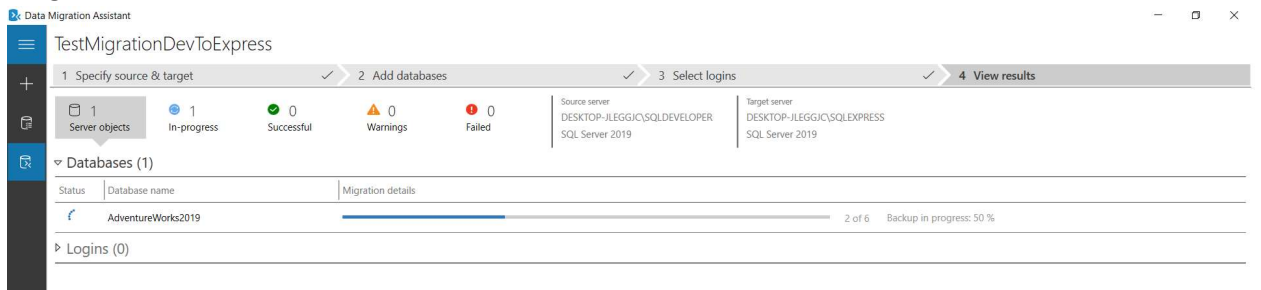 Data Migration Assistant
TestMigrationDevToExpress
1 Specify source & target
2 Add databases
3 Select logins
4 View results
1
Server objects
1
In-progress
0
Successful
0
Warnings
0
Failed
Source server
DESKTOP-JLEGGJC\SQLDEVELOPER
SQL Server 2019
Target server
DESKTOP-JLEGGJC\SQLEXPRESS
SQL Server 2019
Databases (1)
Status Database name Migration details
AdventureWorks2019 2 of 6 Backup in progress: 50 %
Logins (0)